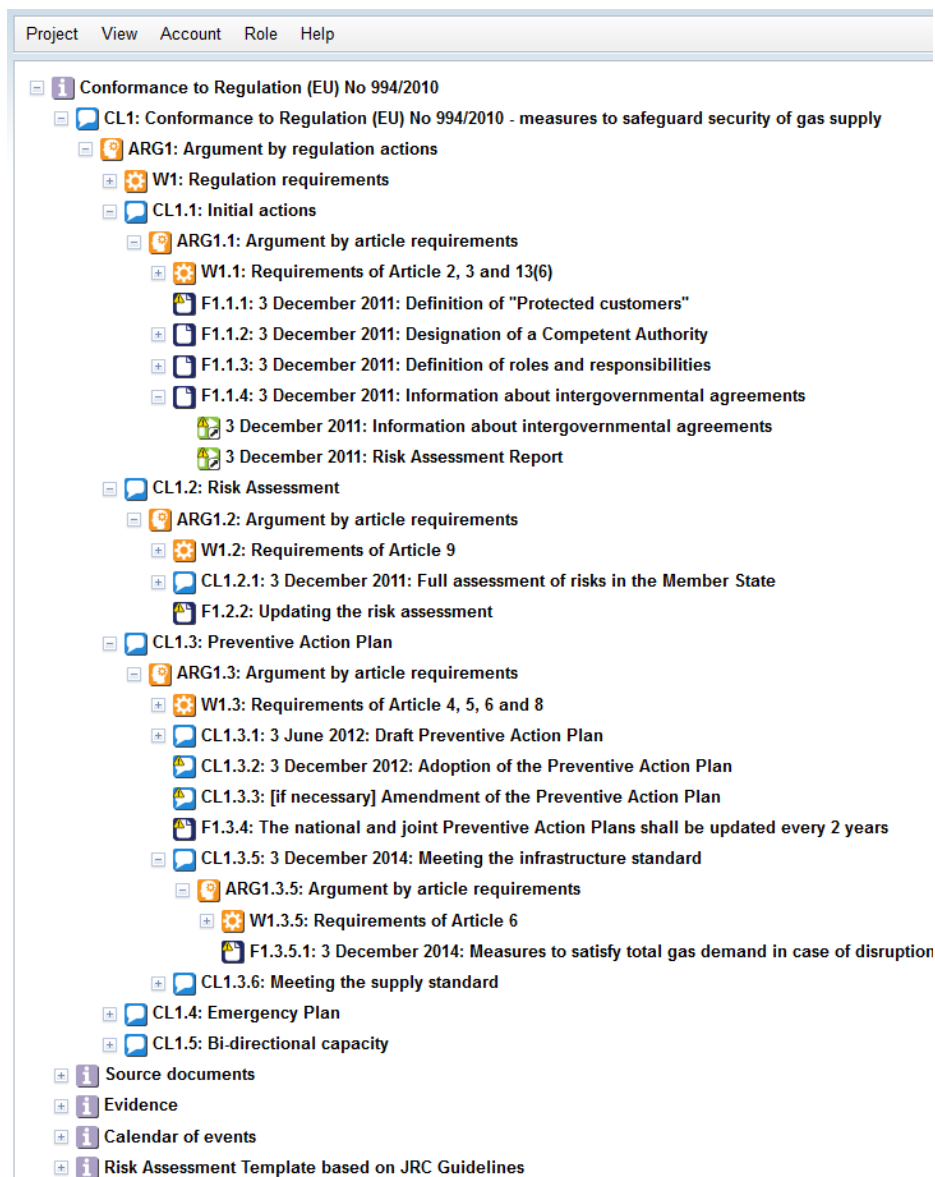 Project View Account Role Help
Conformance to Regulation (EU) No 994/2010
CL1: Conformance to Regulation (EU) No 994/2010 - measures to safeguard security of gas supply
ARG1: Argument by regulation actions
W1: Regulation requirements
CL1.1: Initial actions
ARG1.1: Argument by article requirements
W1.1: Requirements of Article 2, 3 and 13(6)
F1.1.1: 3 December 2011: Definition of "Protected customers"
F1.1.2: 3 December 2011: Designation of a Competent Authority
F1.1.3: 3 December 2011: Definition of roles and responsibilities
F1.1.4: 3 December 2011: Information about intergovernmental agreements
3 December 2011: Information about intergovernmental agreements
3 December 2011: Risk Assessment Report
CL1.2: Risk Assessment
ARG1.2: Argument by article requirements
W1.2: Requirements of Article 9
CL1.2.1: 3 December 2011: Full assessment of risks in the Member State
F1.2.2: Updating the risk assessment
CL1.3: Preventive Action Plan
ARG1.3: Argument by article requirements
W1.3: Requirements of Article 4, 5, 6 and 8
CL1.3.1: 3 June 2012: Draft Preventive Action Plan
CL1.3.2: 3 December 2012: Adoption of the Preventive Action Plan
CL1.3.3: [if necessary] Amendment of the Preventive Action Plan
F1.3.4: The national and joint Preventive Action Plans shall be updated every 2 years
CL1.3.5: 3 December 2014: Meeting the infrastructure standard
ARG1.3.5: Argument by article requirements
W1.3.5: Requirements of Article 6
F1.3.5.1: 3 December 2014: Measures to satisfy total gas demand in case of disruption
CL1.3.6: Meeting the supply standard
CL1.4: Emergency Plan
CL1.5: Bi-directional capacity
Source documents
Evidence
Calendar of events
Risk Assessment Template based on JRC Guidelines